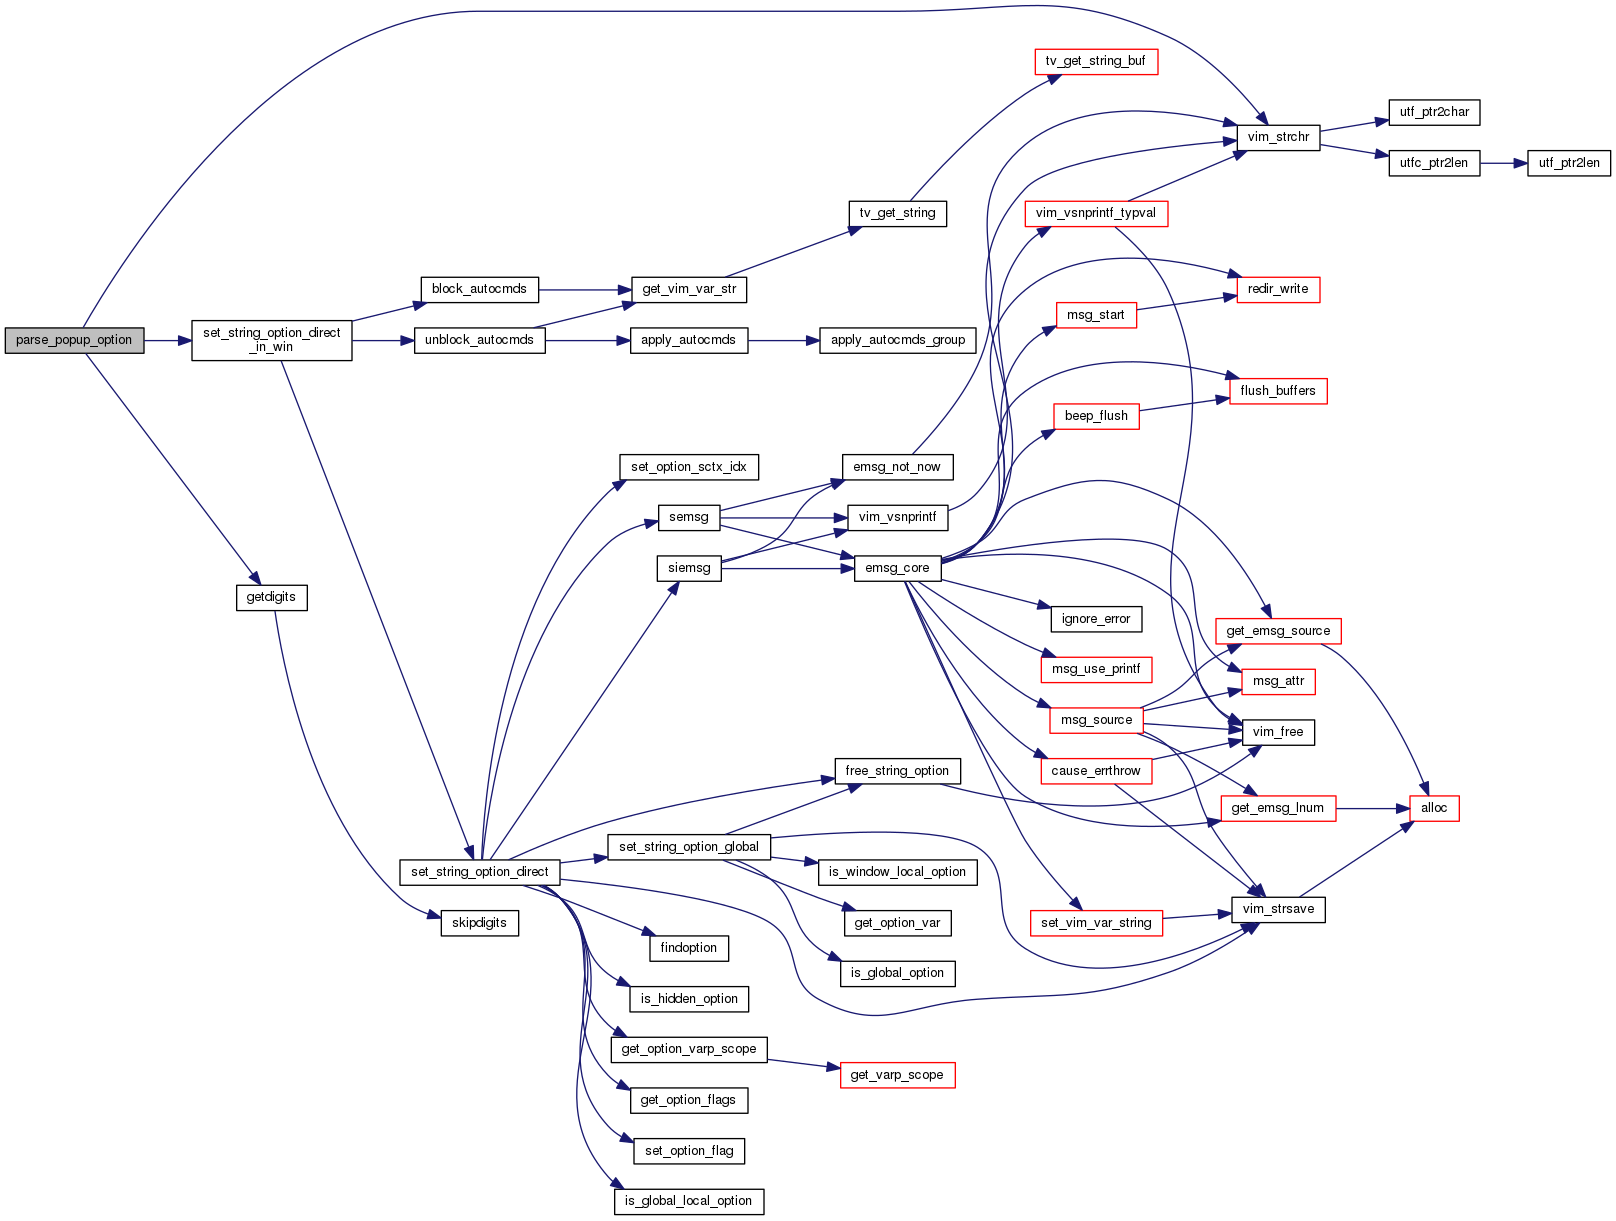 parse_popup_option
set_string_option_direct
_in_win
getdigits
block_autocmds
unblock_autocmds
set_string_option_direct
skipdigits
get_vim_var_str
apply_autocmds
set_option_sctx_idx
semsg
siemsg
set_string_option_global
findoption
is_hidden_option
get_option_varp_scope
get_option_flags
set_option_flag
is_global_local_option
tv_get_string
apply_autocmds_group
emsg_not_now
vim_vsnprintf
emsg_core
free_string_option
is_window_local_option
get_option_var
is_global_option
get_varp_scope
tv_get_string_buf
vim_vsnprintf_typval
msg_start
beep_flush
ignore_error
msg_use_printf
msg_source
cause_errthrow
set_vim_var_string
vim_strchr
redir_write
flush_buffers
get_emsg_source
msg_attr
vim_free
get_emsg_lnum
vim_strsave
utf_ptr2char
utfc_ptr2len
alloc
utf_ptr2len